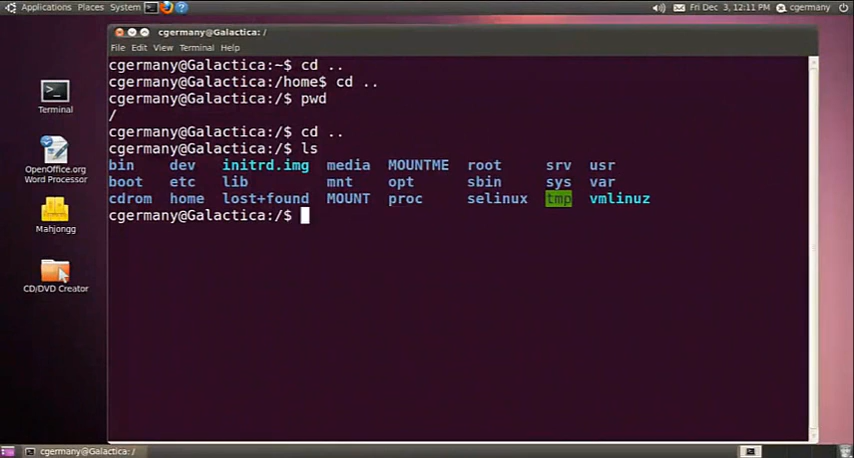 Applications Places System
Fri Dec 3, 12:11 PM cgermany
cgermany@Galactica: /
File Edit View Terminal Help
cgermany@Galactica:~$ cd ..
cgermany@Galactica:/home$ cd ..
cgermany@Galactica:/$ pwd
/
cgermany@Galactica:/$ cd ..
cgermany@Galactica:/$ ls
bin dev initrd.img media MOUNTME root srv usr
boot etc lib mnt opt sbin sys var
cdrom home lost+found MOUNT proc selinux tmp vmlinuz
cgermany@Galactica:/$
Terminal
OpenOffice.org
Word Processor
Mahjongg
CD/DVD Creator
cgermany@Galactica: /